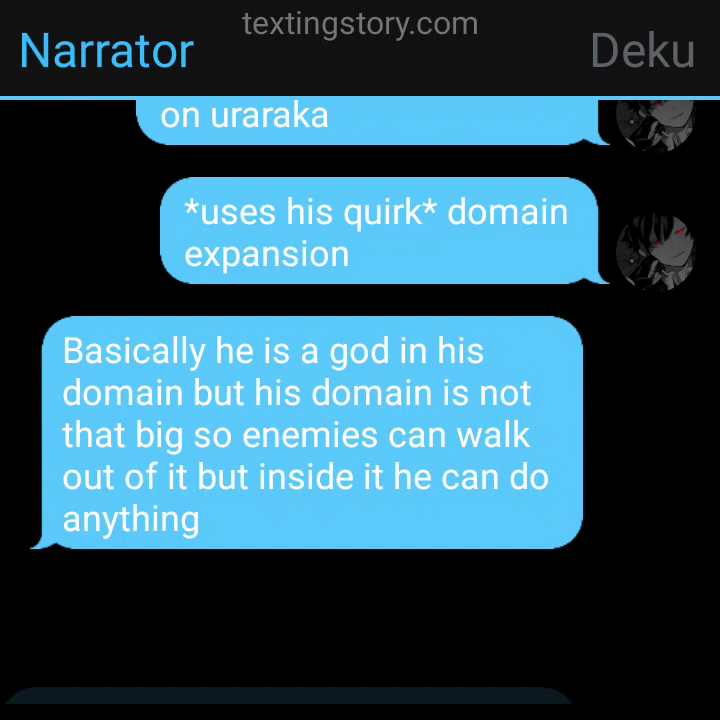 textingstory.com
Narrator
Deku
on uraraka
*uses his quirk* domain
expansion
Basically he is a god in his
domain but his domain is not
that big so enemies can walk
out of it but inside it he can do
anything